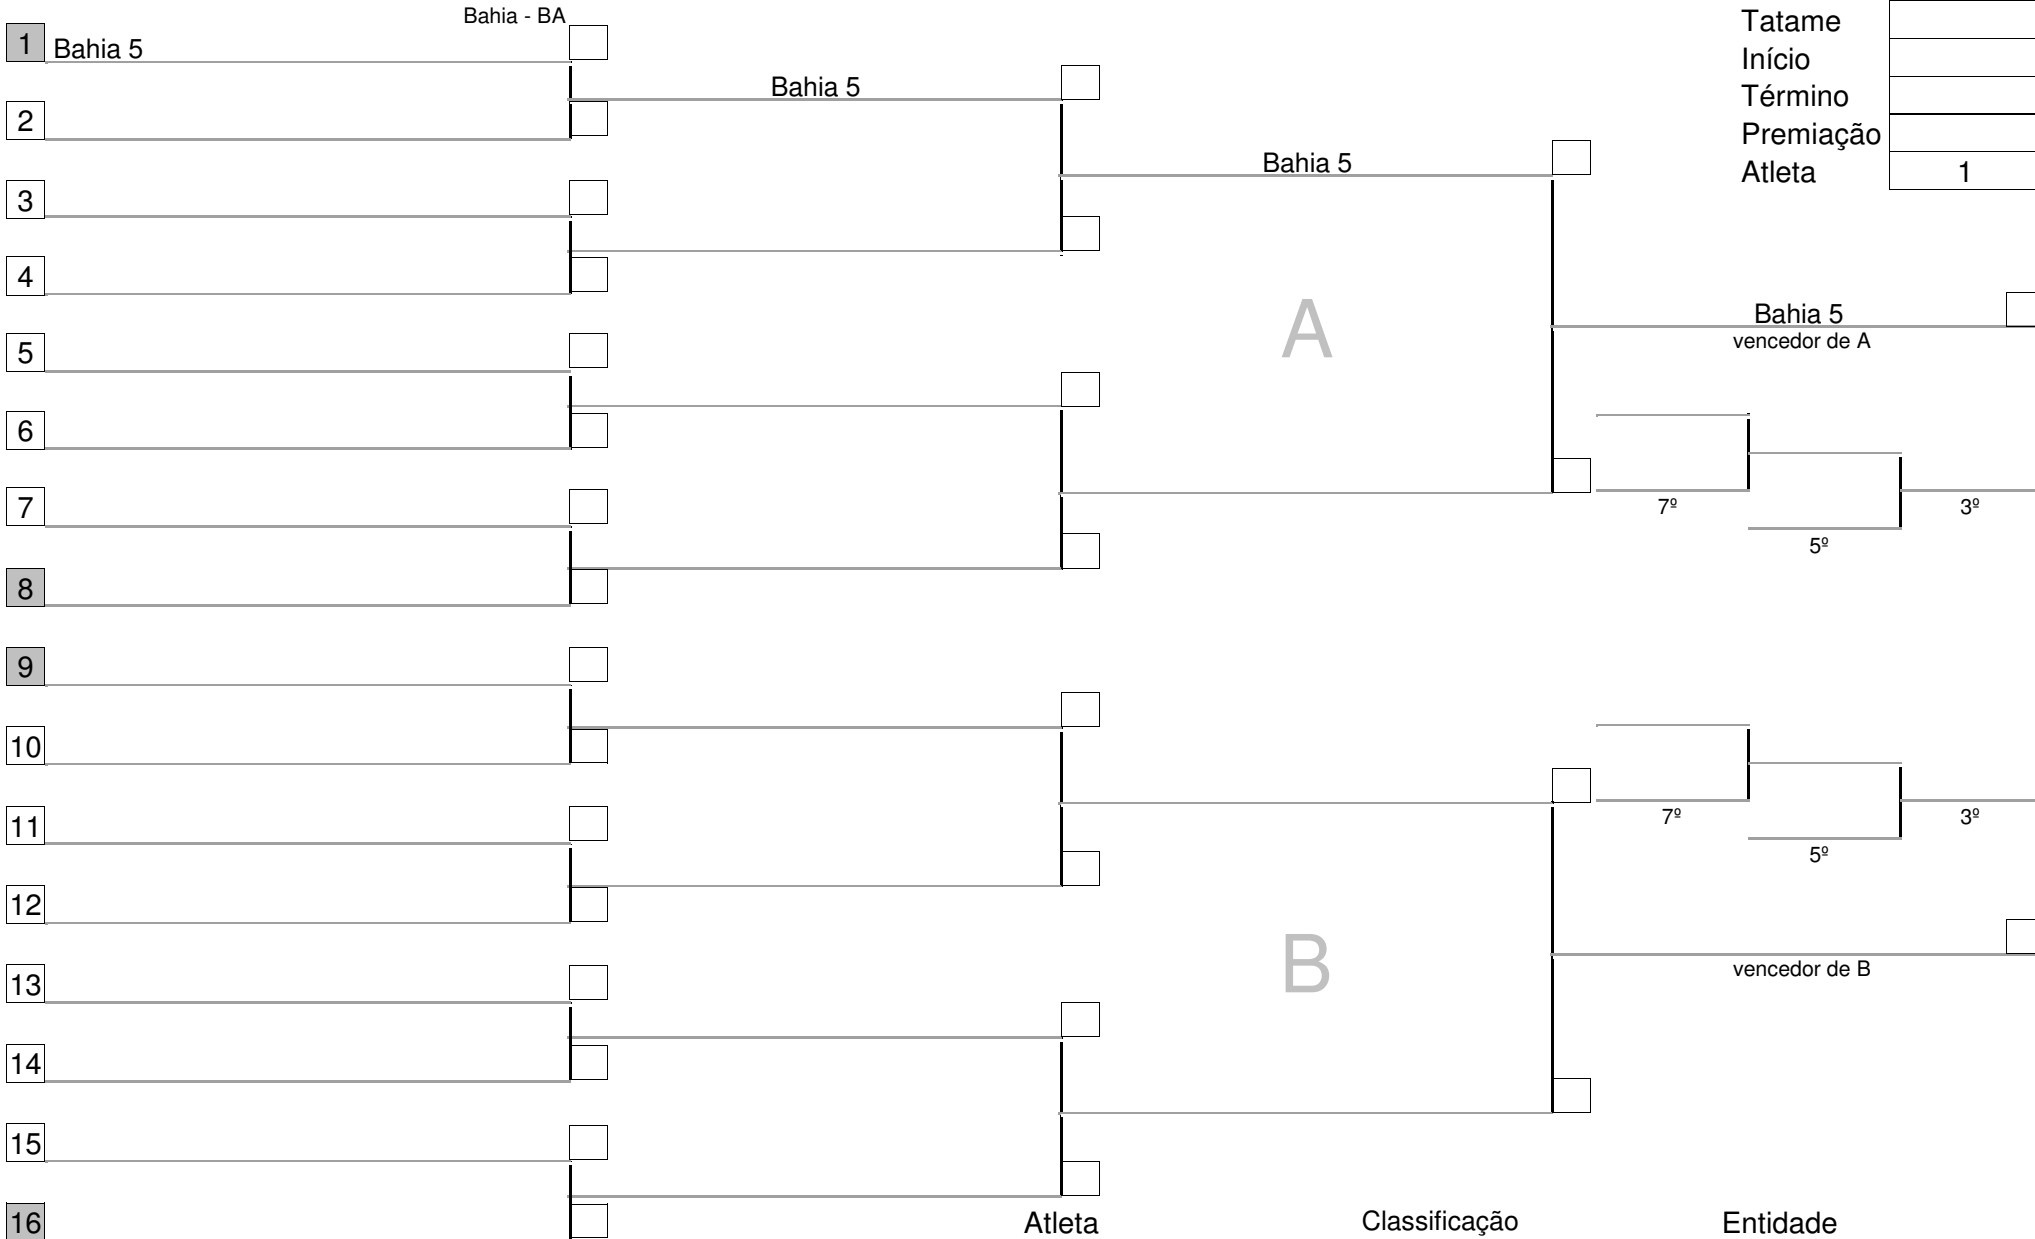 Bahia - BA
1 Bahia 5
Bahia 5
Bahia 5
Tatame
Início
Término
Premiação
Atleta 1
2
3
4
A
Bahia 5
vencedor de A
5
6
7
7º
3º
5º
8
9
10
11
7º
3º
5º
12
B
13
vencedor de B
14
15
16
Atleta
Classificação
Entidade